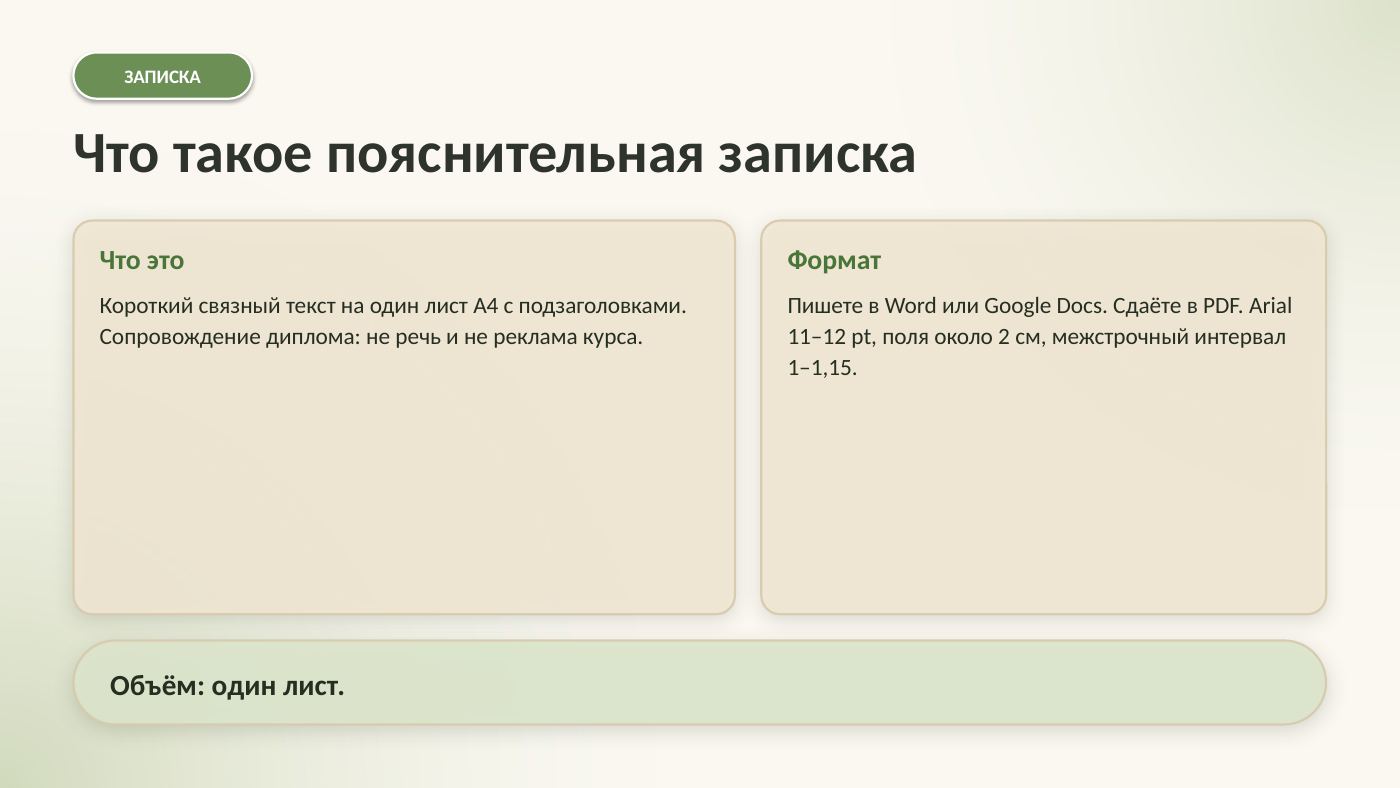 ЗАПИСКА
Что такое пояснительная записка
Что это
Короткий связный текст на один лист А4 с подзаголовками.
Сопровождение диплома: не речь и не реклама курса.
Формат
Пишете в Word или Google Docs. Сдаёте в PDF. Arial
11–12 pt, поля около 2 см, межстрочный интервал
1–1,15.
Объём: один лист.